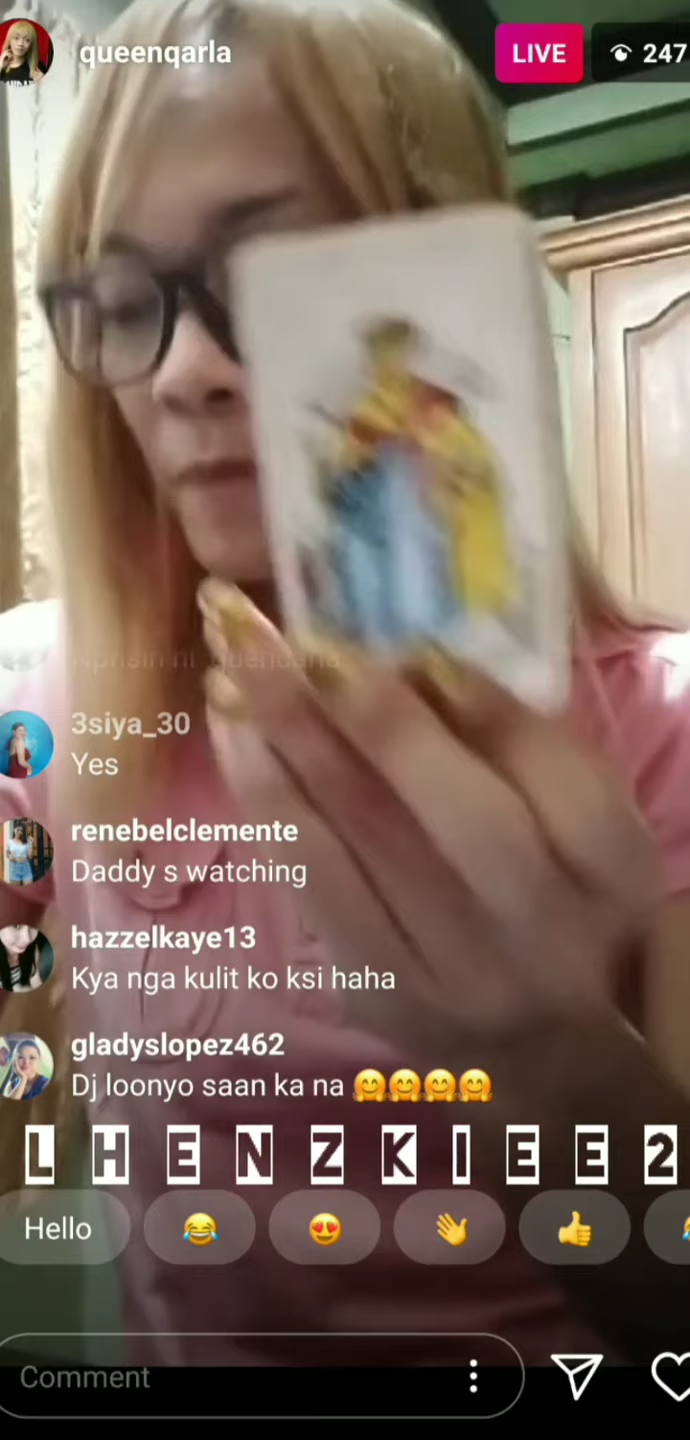 queenqarla
LIVE
247
3siya_30
Yes
renebelclemente
Daddy s watching
hazzelkaye13
Kya nga kulit ko ksi haha
gladyslopez462
Dj loonyo saan ka na 🤗🤗🤗🤗
L H E N Z K I E E 2
Hello 😂 😍 👋 👍
Comment